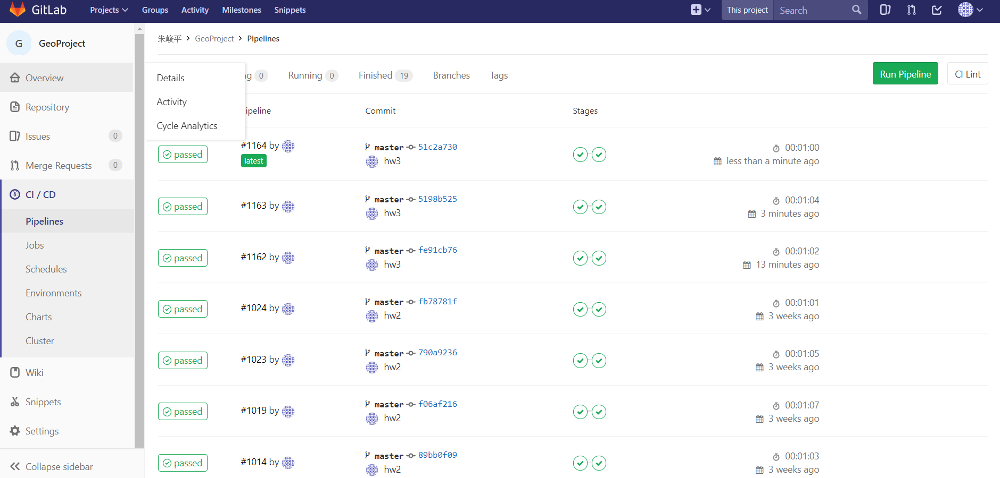 GitLab Projects Groups Activity Milestones Snippets This project Search
G GeoProject
Overview
Repository
Issues 0
Merge Requests 0
CI / CD
Pipelines
Jobs
Schedules
Environments
Charts
Cluster
Wiki
Snippets
Settings
Collapse sidebar
朱峻平 GeoProject Pipelines
Details
Activity
Cycle Analytics
ng 0 Running 0 Finished 19 Branches Tags Run Pipeline CI Lint
ipeline Commit Stages
passed #1164 by master 51c2a730 00:01:00
latest hw3 less than a minute ago
passed #1163 by master 5198b525 00:01:04
hw3 3 minutes ago
passed #1162 by master fe91cb76 00:01:02
hw3 13 minutes ago
passed #1024 by master fb78781f 00:01:01
hw2 3 weeks ago
passed #1023 by master 790a9236 00:01:05
hw2 3 weeks ago
passed #1019 by master f06af216 00:01:07
hw2 3 weeks ago
passed #1014 by master 89bb0f09 00:01:03
hw2 3 weeks ago